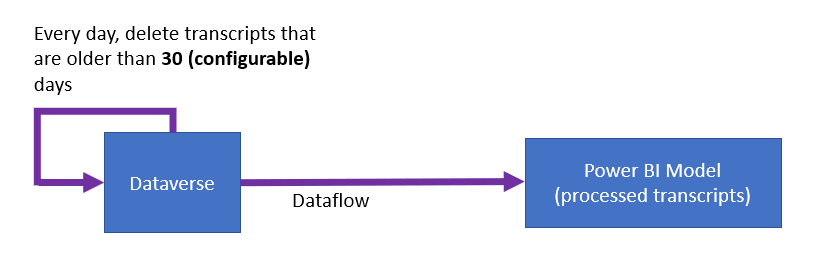 Every day, delete transcripts that
are older than 30 (configurable)
days
Dataverse
Dataflow
Power BI Model
(processed transcripts)